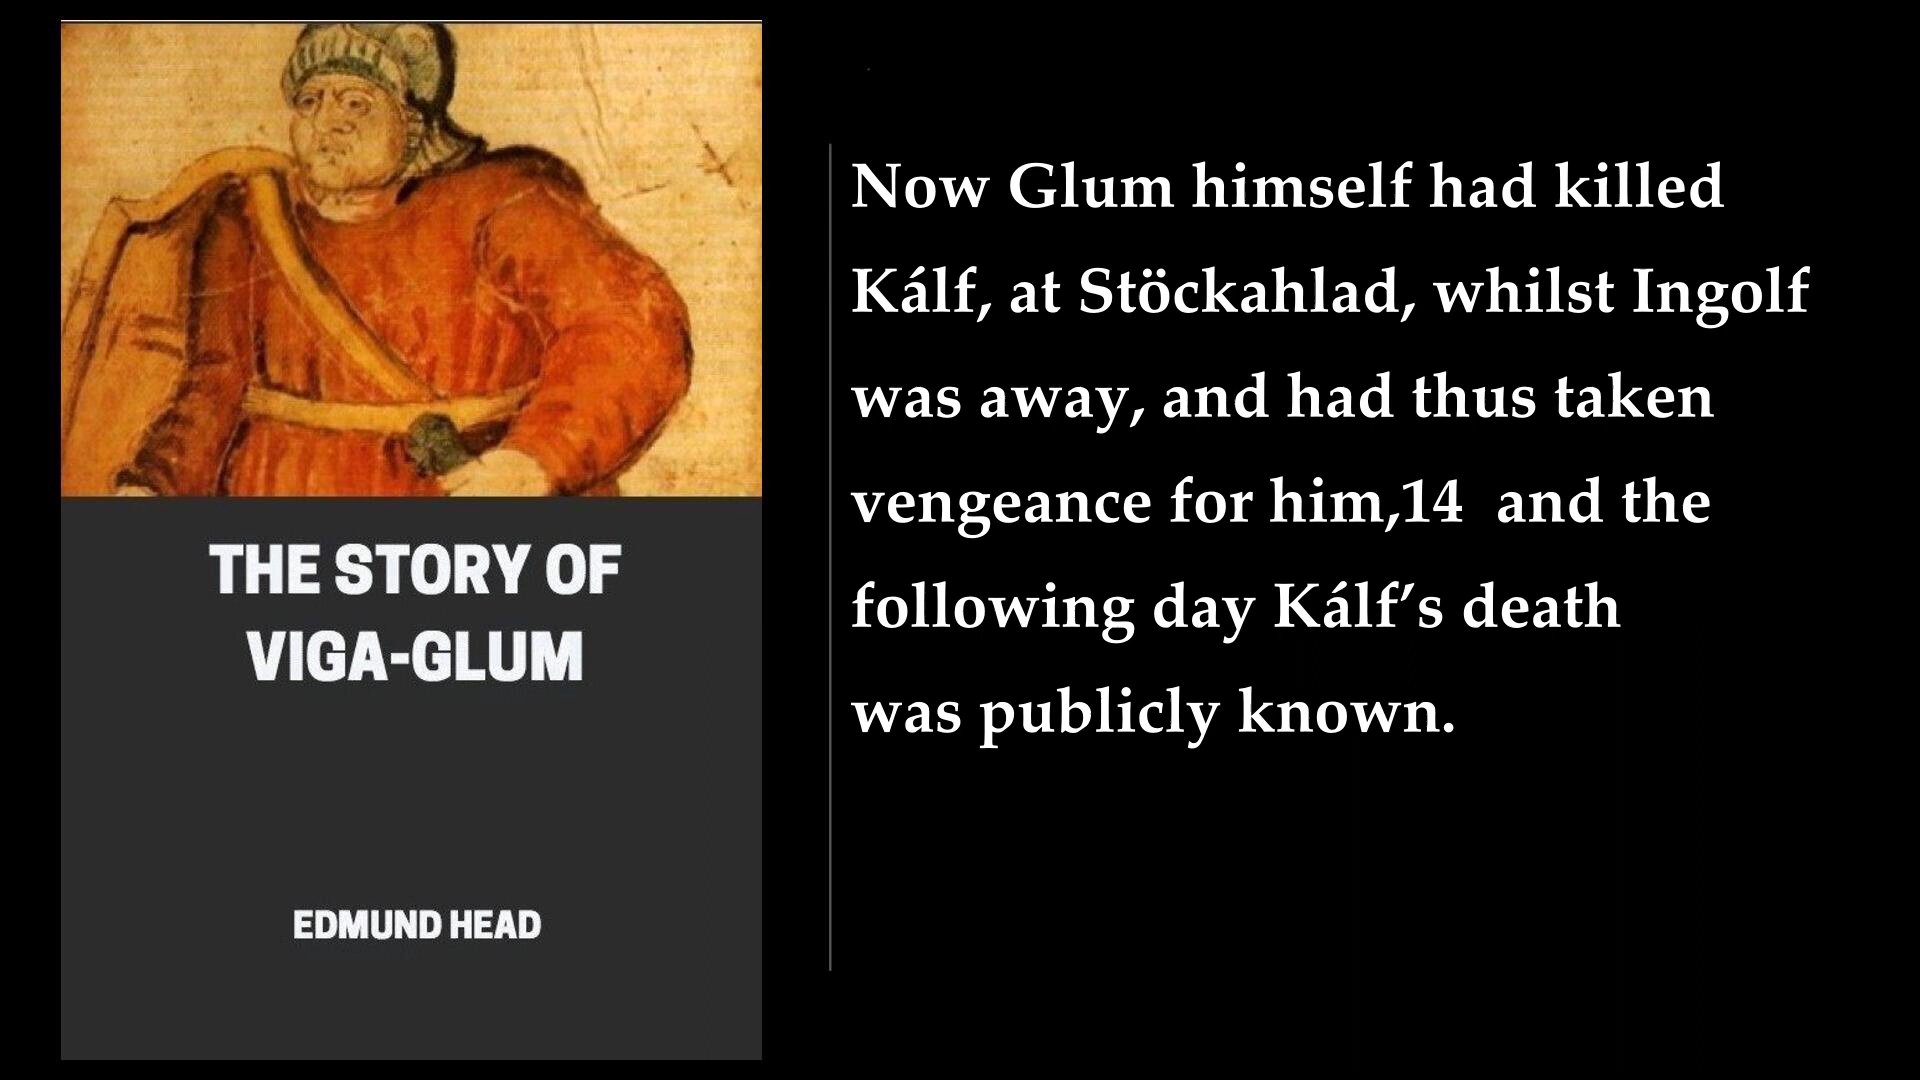 THE STORY OF
VIGA-GLUM
EDMUND HEAD
Now Glum himself had killed
Kálf, at Stöckahlad, whilst Ingolf
was away, and had thus taken
vengeance for him,14  and the
following day Kálf’s death
was publicly known.